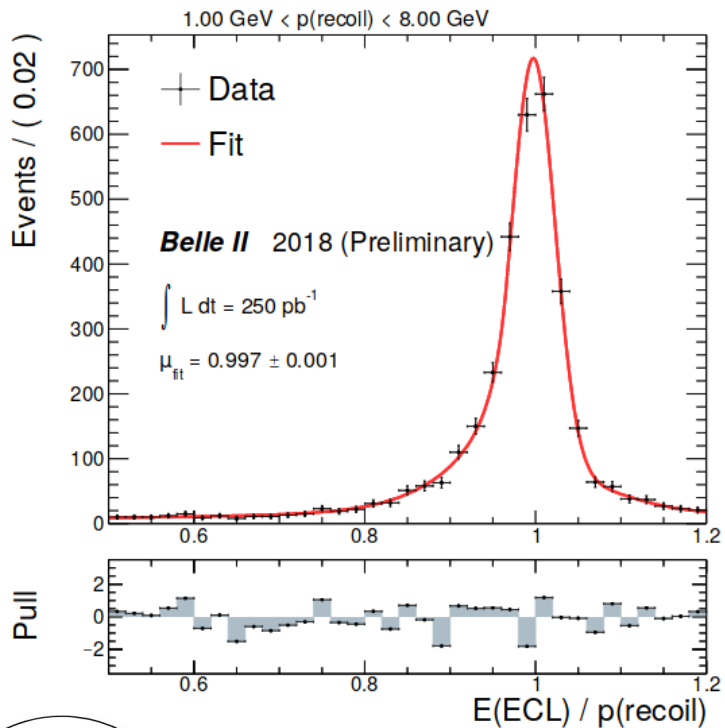 1.00 GeV < p(recoil) < 8.00 GeV
Events / ( 0.02 )
700
600
500
400
300
200
100
0
Data
Fit
Belle II 2018 (Preliminary)
∫ L dt = 250 pb⁻¹
μfit = 0.997 ± 0.001
0.6 0.8 1 1.2
Pull
2
0
−2
0.6 0.8 1 1.2
E(ECL) / p(recoil)